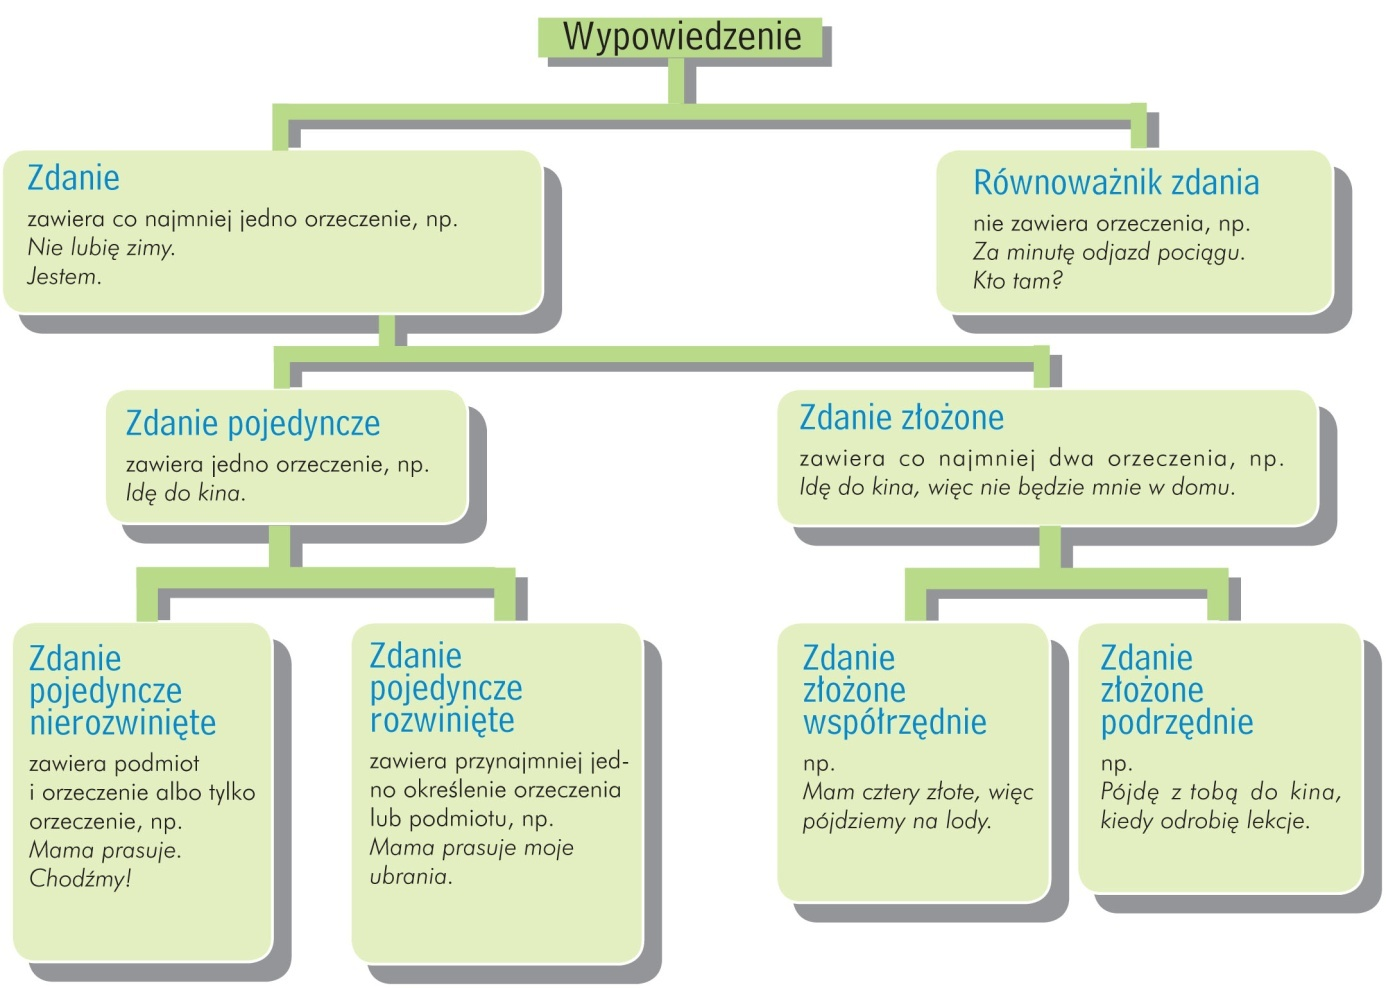 Wypowiedzenie
Zdanie
zawiera co najmniej jedno orzeczenie, np.
Nie lubię zimy.
Jestem.
Równoważnik zdania
nie zawiera orzeczenia, np.
Za minutę odjazd pociągu.
Kto tam?
Zdanie pojedyncze
zawiera jedno orzeczenie, np.
Idę do kina.
Zdanie złożone
zawiera co najmniej dwa orzeczenia, np.
Idę do kina, więc nie będzie mnie w domu.
Zdanie
pojedyncze
nierozwinięte
zawiera podmiot
i orzeczenie albo tylko
orzeczenie, np.
Mama prasuje.
Chodźmy!
Zdanie
pojedyncze
rozwinięte
zawiera przynajmniej jed-
no określenie orzeczenia
lub podmiotu, np.
Mama prasuje moje
ubrania.
Zdanie
złożone
współrzędnie
np.
Mam cztery złote, więc
pójdziemy na lody.
Zdanie
złożone
podrzędnie
np.
Pójdę z tobą do kina,
kiedy odrobię lekcje.